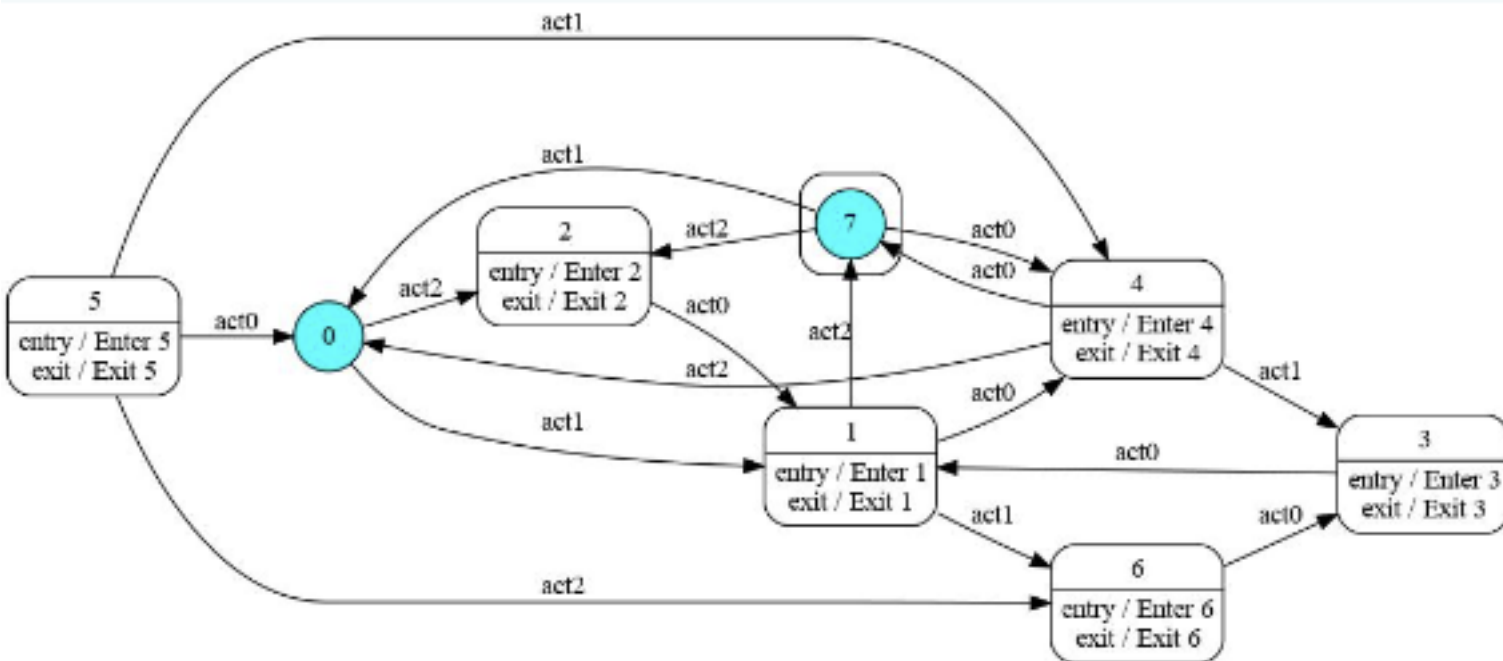 act1
act1
7
act2
act0
2
entry / Enter 2
exit / Exit 2
act0
4
entry / Enter 4
exit / Exit 4
5
entry / Enter 5
exit / Exit 5
act0
0
act2
act0
act2
act2
act1
act0
act1
1
entry / Enter 1
exit / Exit 1
act0
3
entry / Enter 3
exit / Exit 3
act1
act0
act2
6
entry / Enter 6
exit / Exit 6